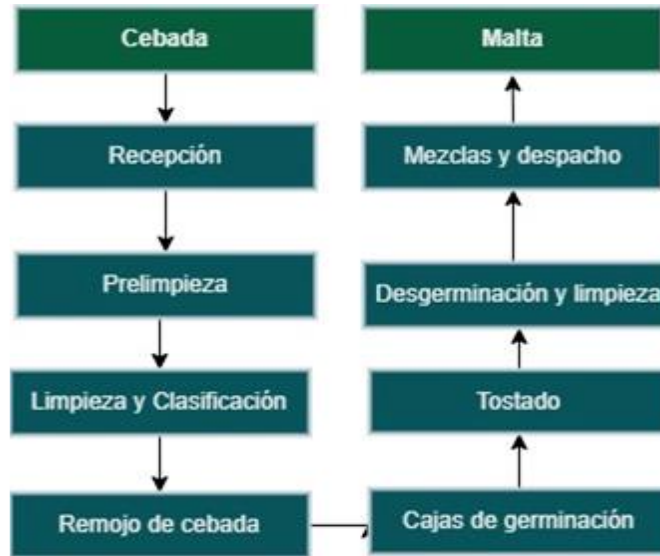 Cebada
Recepción
Prelimpieza
Limpieza y Clasificación
Remojo de cebada
Cajas de germinación
Tostado
Desgerminación y limpieza
Mezclas y despacho
Malta